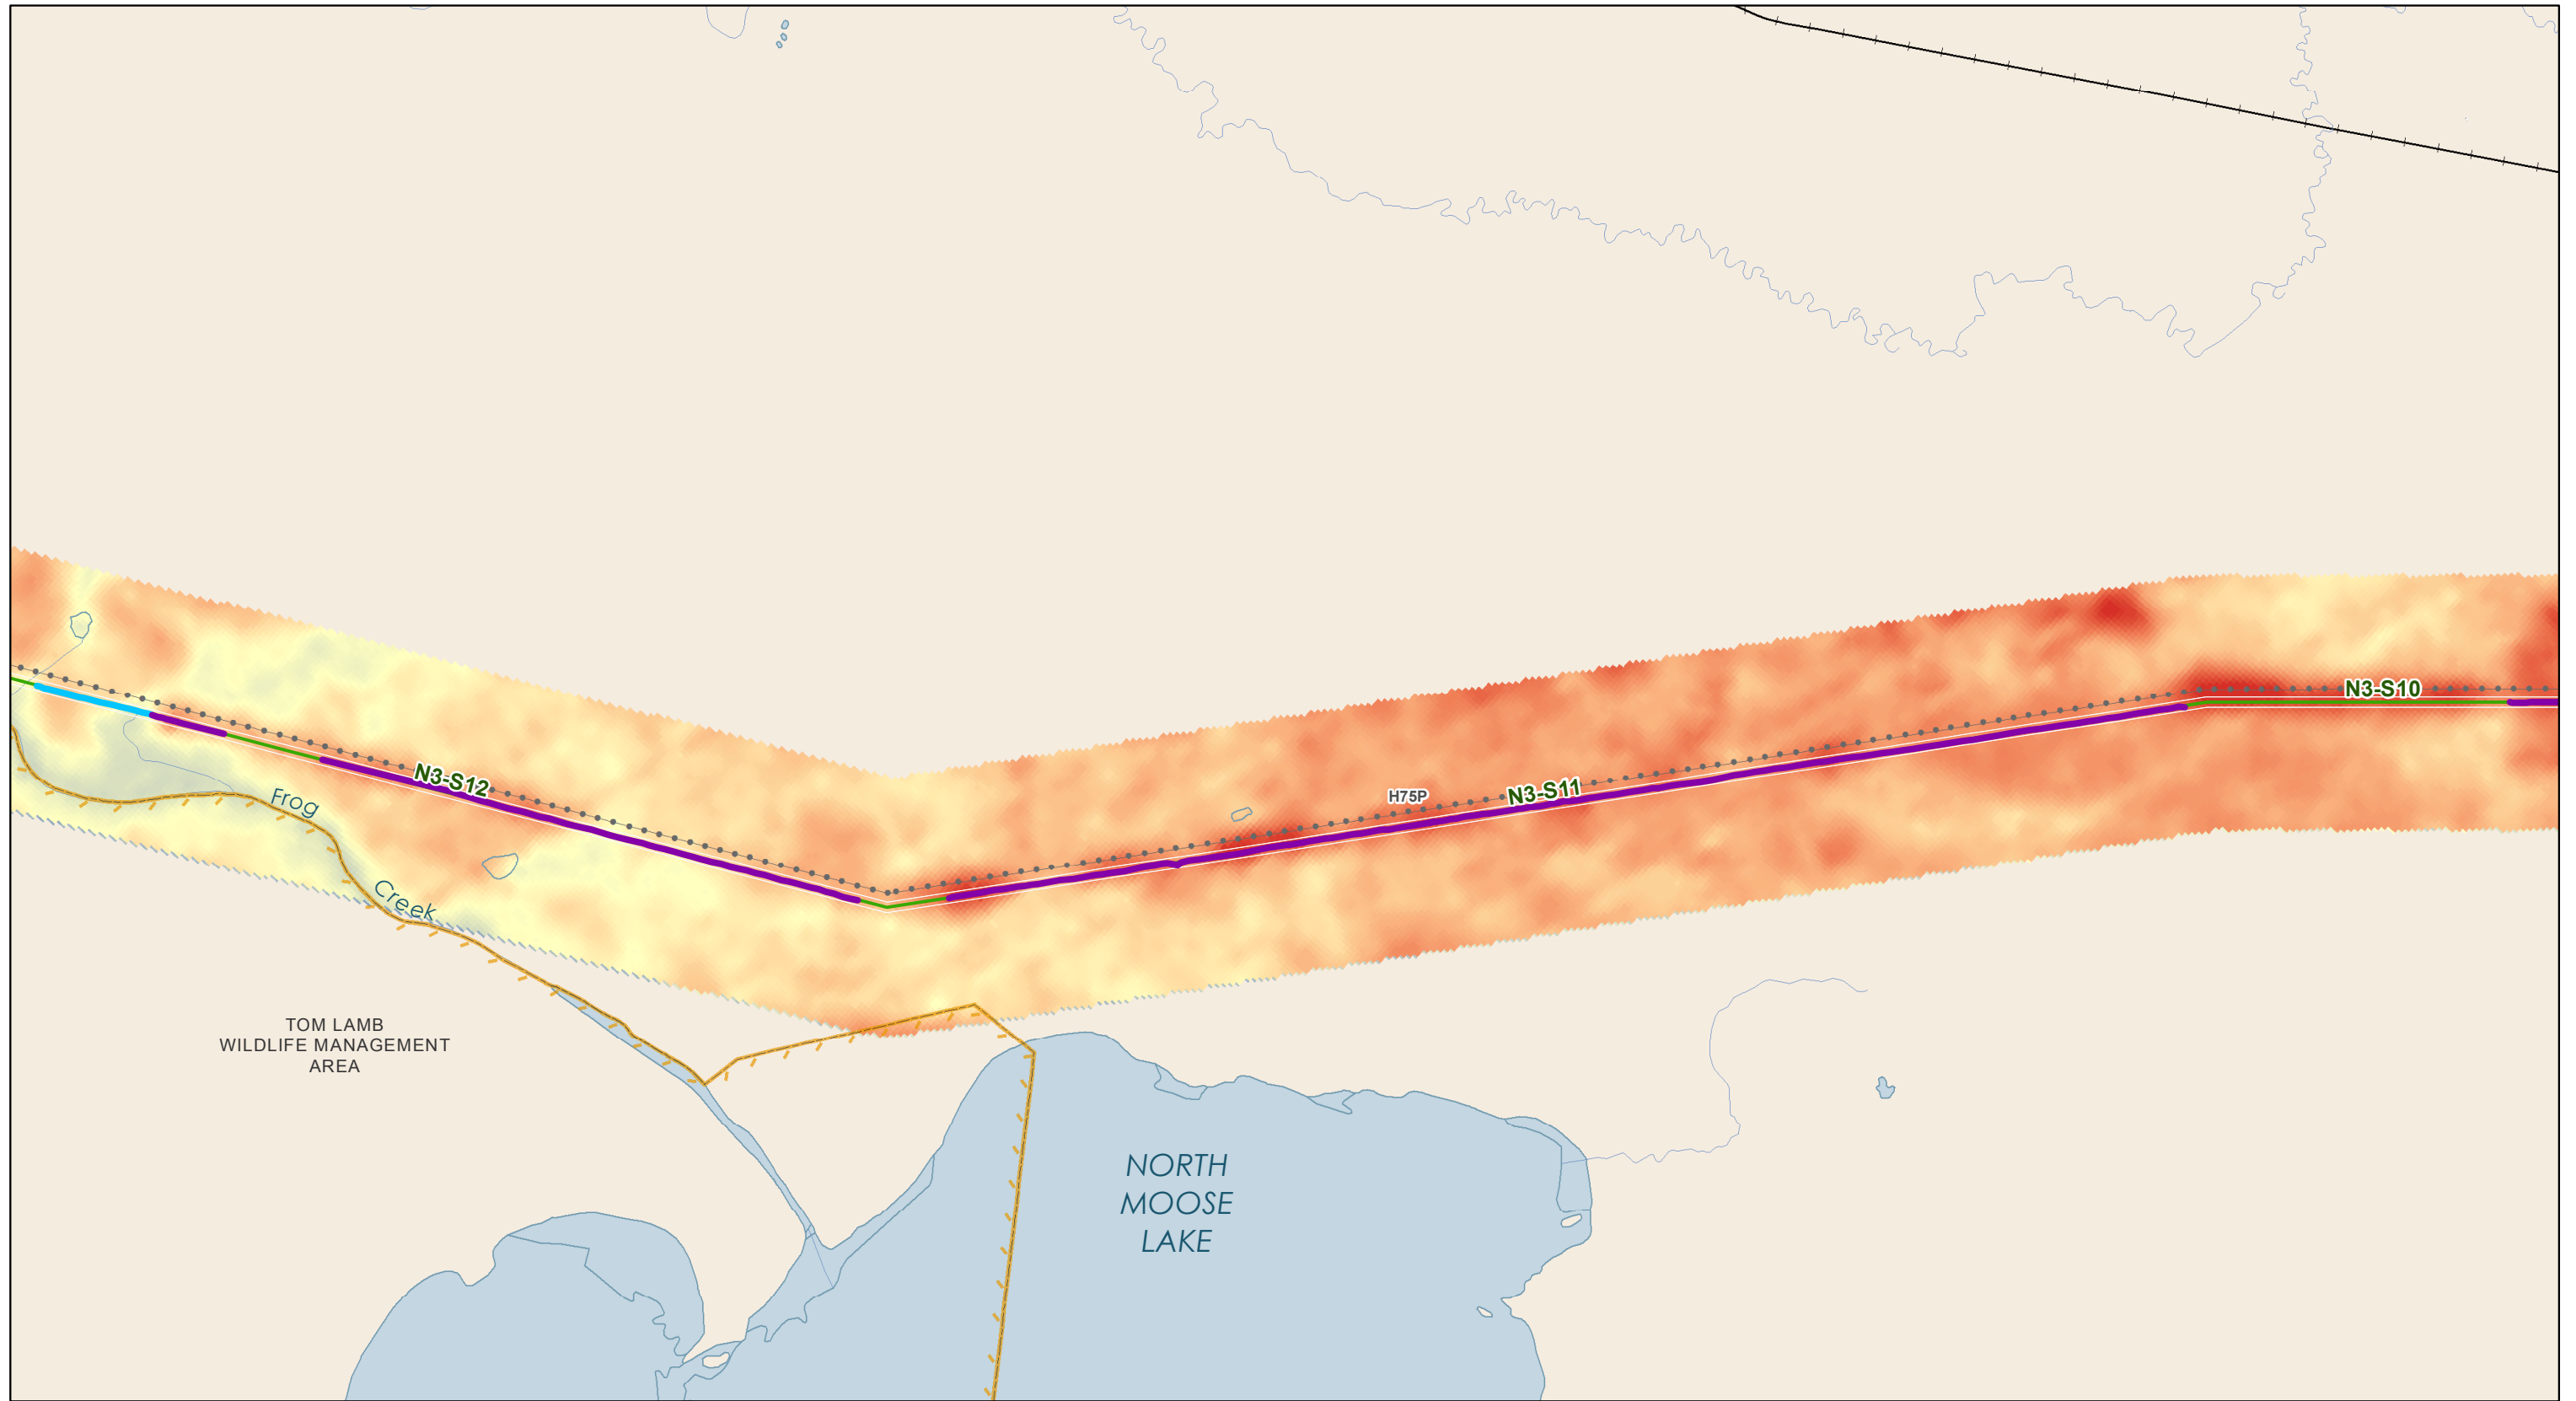 N3-S10
N3-S12
H75P
N3-S11
Frog
Creek
TOM LAMB
WILDLIFE MANAGEMENT
AREA
NORTH
MOOSE
LAKE